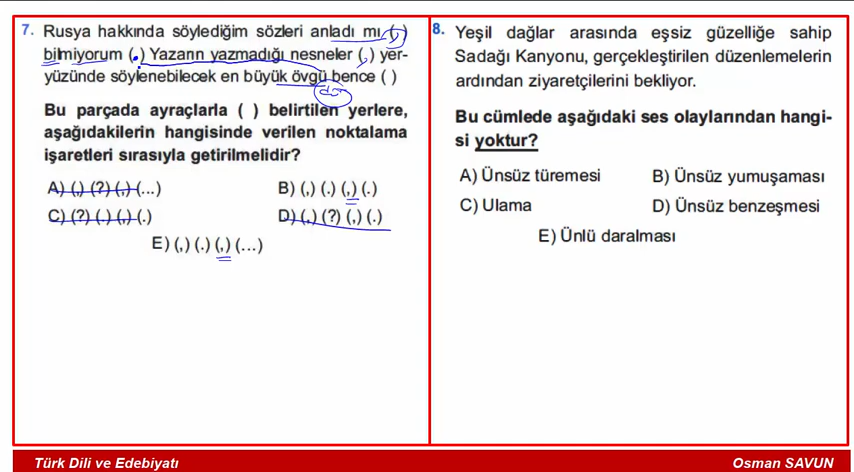 7. Rusya hakkında söylediğim sözleri anladı mı ( , )
bilmiyorum (.) Yazarın yazmadığı nesneler (,) yer-
yüzünde söylenebilecek en büyük övgü bence ( )
dır
Bu parçada ayraçlarla ( ) belirtilen yerlere,
aşağıdakilerin hangisinde verilen noktalama
işaretleri sırasıyla getirilmelidir?
A) (,) (?) (,) (...)
B) (,) (.) (,) (.)
C) (?) (.) (,) (.)
D) (,) (?) (,) (.)
E) (,) (.) (,) (...)
8. Yeşil dağlar arasında eşsiz güzelliğe sahip
Sadağı Kanyonu, gerçekleştirilen düzenlemelerin
ardından ziyaretçilerini bekliyor.
Bu cümlede aşağıdaki ses olaylarından hangi-
si yoktur?
A) Ünsüz türemesi
B) Ünsüz yumuşaması
C) Ulama
D) Ünsüz benzeşmesi
E) Ünlü daralması
Türk Dili ve Edebiyatı
Osman SAVUN